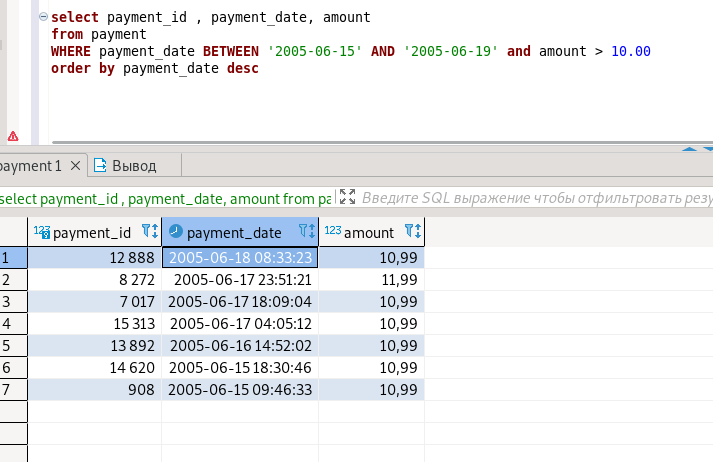 select payment_id , payment_date, amount
from payment
WHERE payment_date BETWEEN '2005-06-15' AND '2005-06-19' and amount > 10.00
order by payment_date desc
payment 1 Вывод
select payment_id , payment_date, amount from pa Введите SQL выражение чтобы отфильтровать резу
123 payment_id payment_date 123 amount
1 12 888 2005-06-18 08:33:23 10,99
2 8 272 2005-06-17 23:51:21 11,99
3 7 017 2005-06-17 18:09:04 10,99
4 15 313 2005-06-17 04:05:12 10,99
5 13 892 2005-06-16 14:52:02 10,99
6 14 620 2005-06-15 18:30:46 10,99
7 908 2005-06-15 09:46:33 10,99